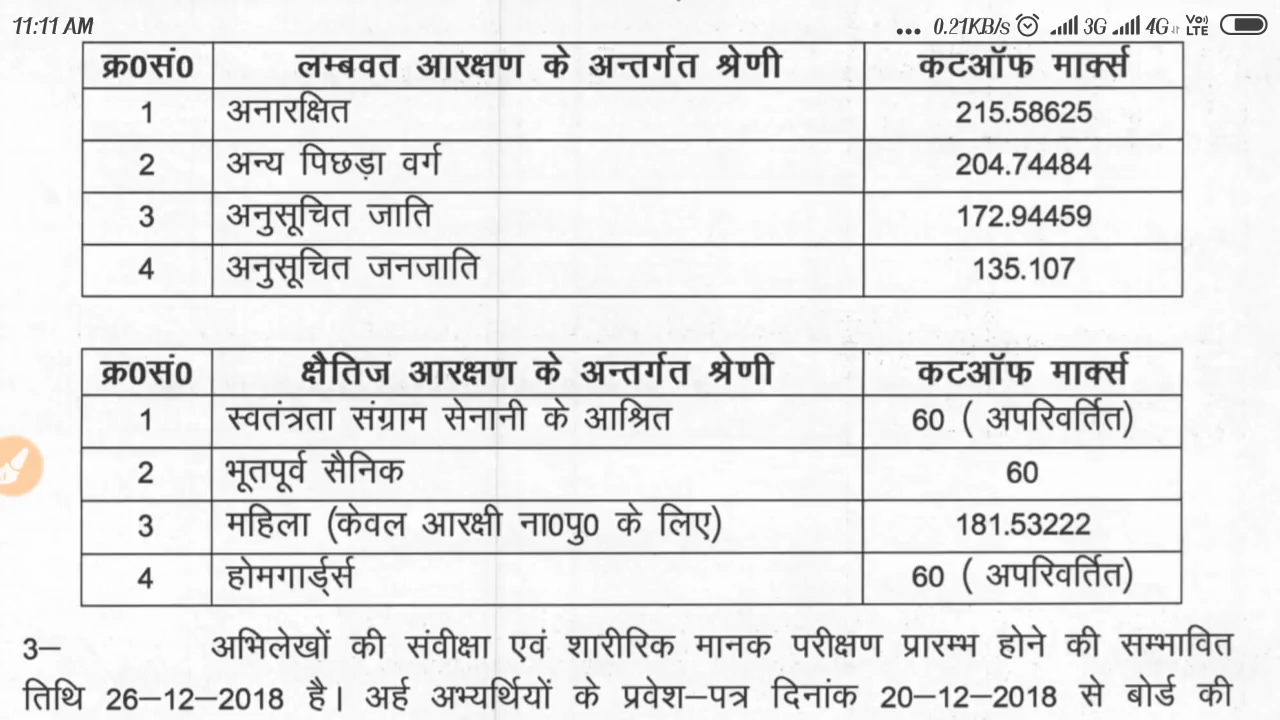 11:11 AM ... 0.21KB/s 3G 4G VoLTE
क्र0सं0 लम्बवत आरक्षण के अन्तर्गत श्रेणी कटऑफ मार्क्स
1 अनारक्षित 215.58625
2 अन्य पिछड़ा वर्ग 204.74484
3 अनुसूचित जाति 172.94459
4 अनुसूचित जनजाति 135.107
क्र0सं0 क्षैतिज आरक्षण के अन्तर्गत श्रेणी कटऑफ मार्क्स
1 स्वतंत्रता संग्राम सेनानी के आश्रित 60 ( अपरिवर्तित)
2 भूतपूर्व सैनिक 60
3 महिला (केवल आरक्षी ना0पु0 के लिए) 181.53222
4 होमगार्ड्र्स 60 ( अपरिवर्तित)
3– अभिलेखों की संवीक्षा एवं शारीरिक मानक परीक्षण प्रारम्भ होने की सम्भावित
तिथि 26–12–2018 है। अर्ह अभ्यर्थियों के प्रवेश–पत्र दिनांक 20–12–2018 से बोर्ड की